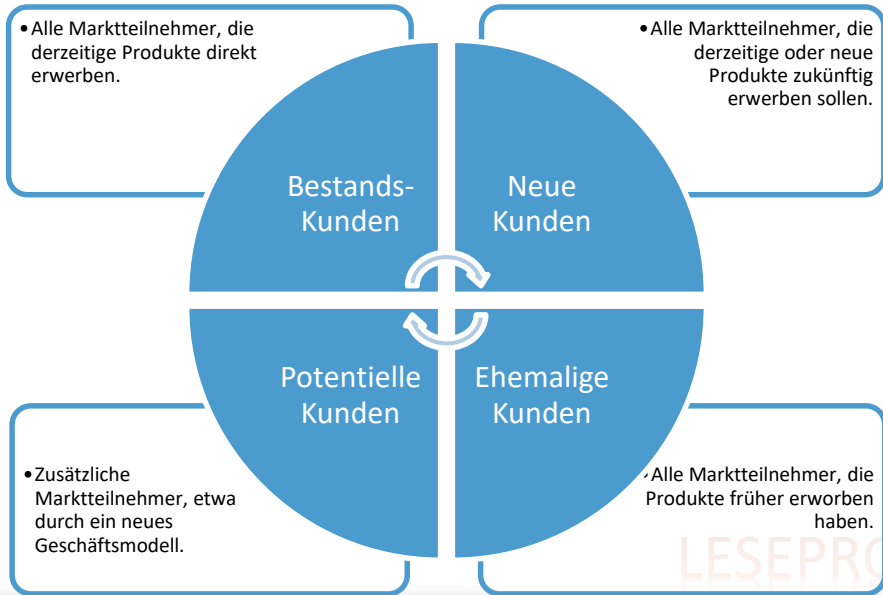 •Alle Marktteilnehmer, die
derzeitige Produkte direkt
erwerben.
•Alle Marktteilnehmer, die
derzeitige oder neue
Produkte zukünftig
erwerben sollen.
Bestands-
Kunden
Neue
Kunden
Potentielle
Kunden
Ehemalige
Kunden
•Zusätzliche
Marktteilnehmer, etwa
durch ein neues
Geschäftsmodell.
•Alle Marktteilnehmer, die
Produkte früher erworben
haben.